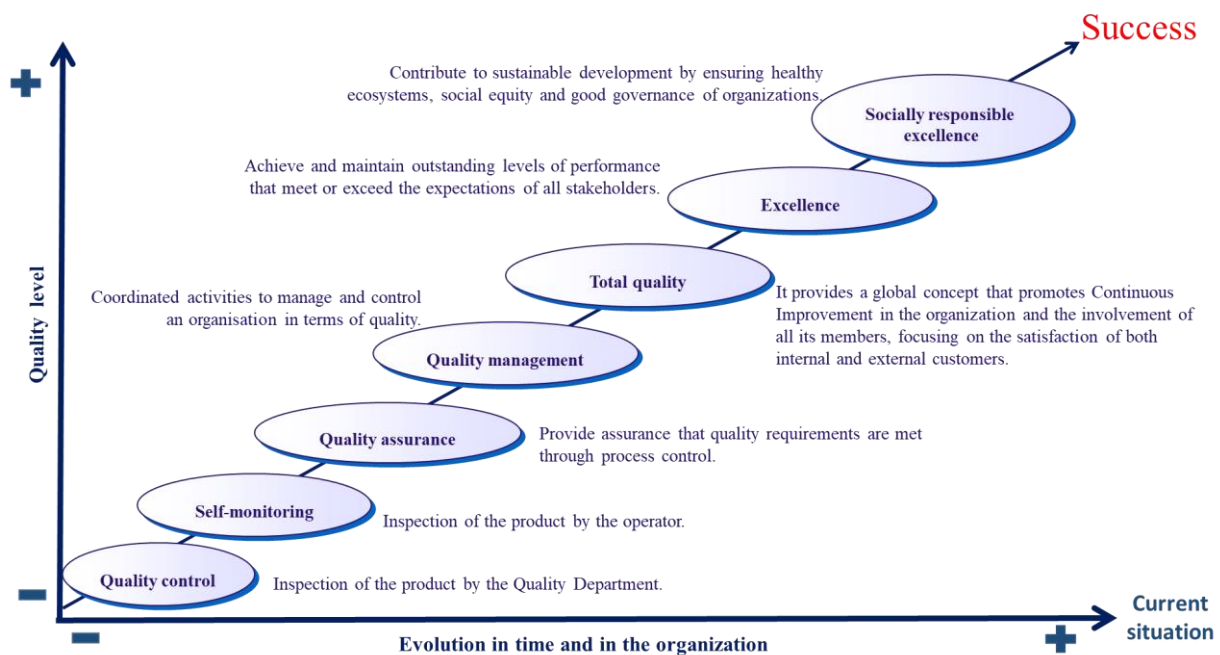 Success
Contribute to sustainable development by ensuring healthy
ecosystems, social equity and good governance of organizations.
Socially responsible
excellence
Achieve and maintain outstanding levels of performance
that meet or exceed the expectations of all stakeholders.
Excellence
Total quality
It provides a global concept that promotes Continuous
Improvement in the organization and the involvement of
all its members, focusing on the satisfaction of both
internal and external customers.
Coordinated activities to manage and control
an organisation in terms of quality.
Quality management
Quality assurance
Provide assurance that quality requirements are met
through process control.
Self-monitoring
Inspection of the product by the operator.
Quality control
Inspection of the product by the Quality Department.
Quality level
Evolution in time and in the organization
Current
situation